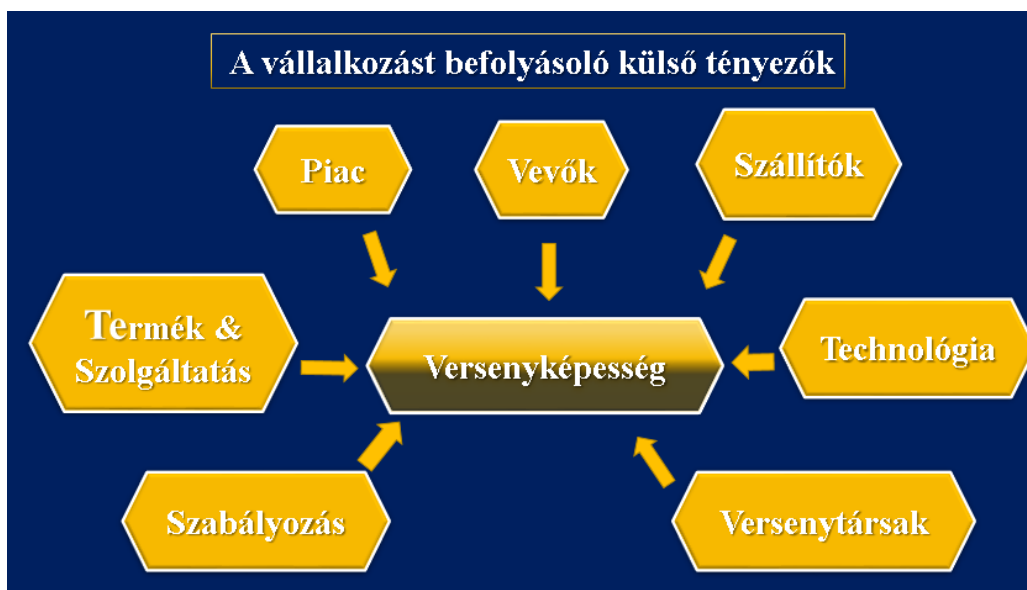 A vállalkozást befolyásoló külső tényezők
Piac
Vevők
Szállítók
Termék &
Szolgáltatás
Versenyképesség
Technológia
Szabályozás
Versenytársak